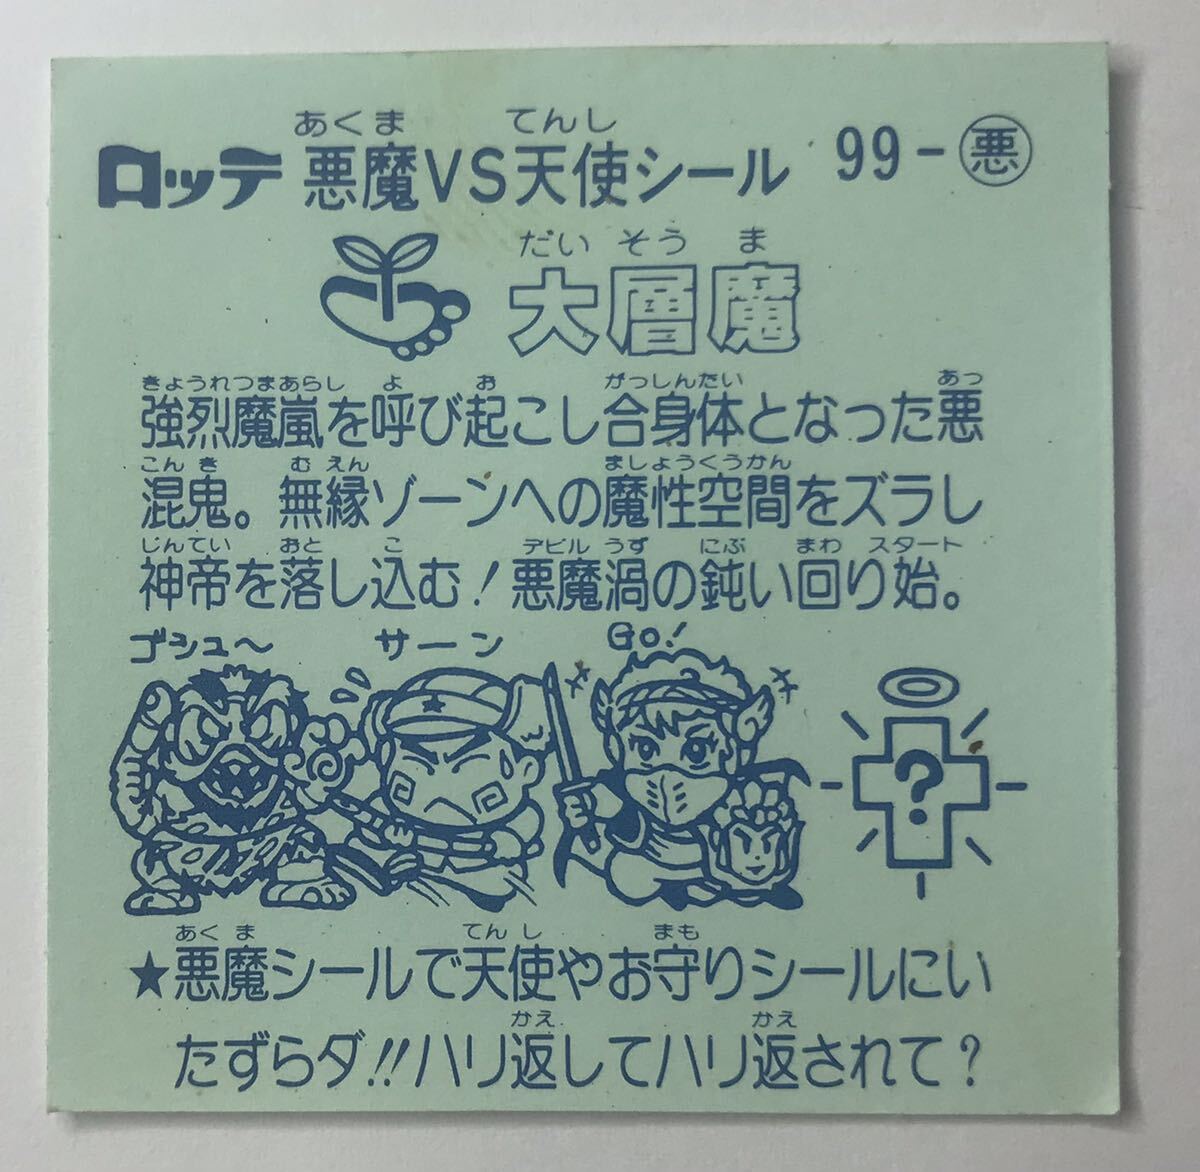 あくま てんし
ロッテ 悪魔VS天使シール 99-悪
だい そう ま
大層魔
きょうれつまあらし よ お がっしんたい あっ
強烈魔嵐を呼び起こし合身体となった悪
こん き む えん ましょうくうかん
混鬼。無縁ゾーンへの魔性空間をズラし
じんてい おと こ デビル うず にぶ まわ スタート
神帝を落し込む！悪魔渦の鈍い回り始。
ゴシュ〜 サーン Go!
?
あく ま てん し まも
★悪魔シールで天使やお守りシールにい
かえ かえ
たずらダ!!ハリ返してハリ返されて？